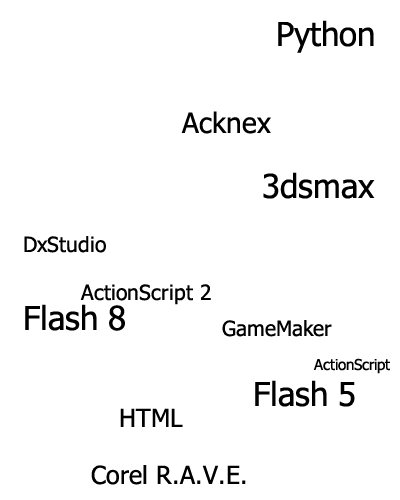 Python
Acknex
3dsmax
DxStudio
ActionScript 2
Flash 8
GameMaker
ActionScript
Flash 5
HTML
Corel R.A.V.E.